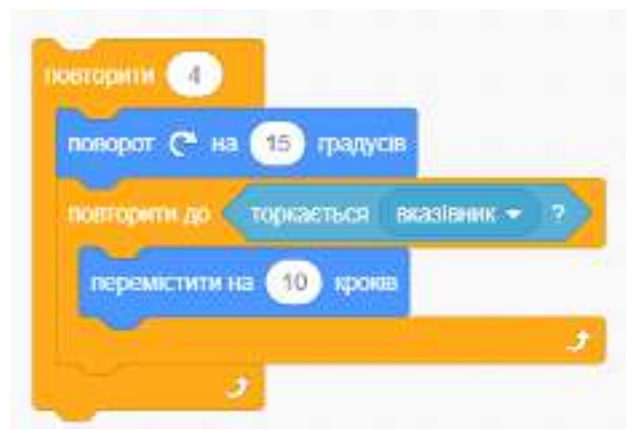 повторити 4
поворот на 15 градусів
повторити до торкається вказівник ?
перемістити на 10 кроків